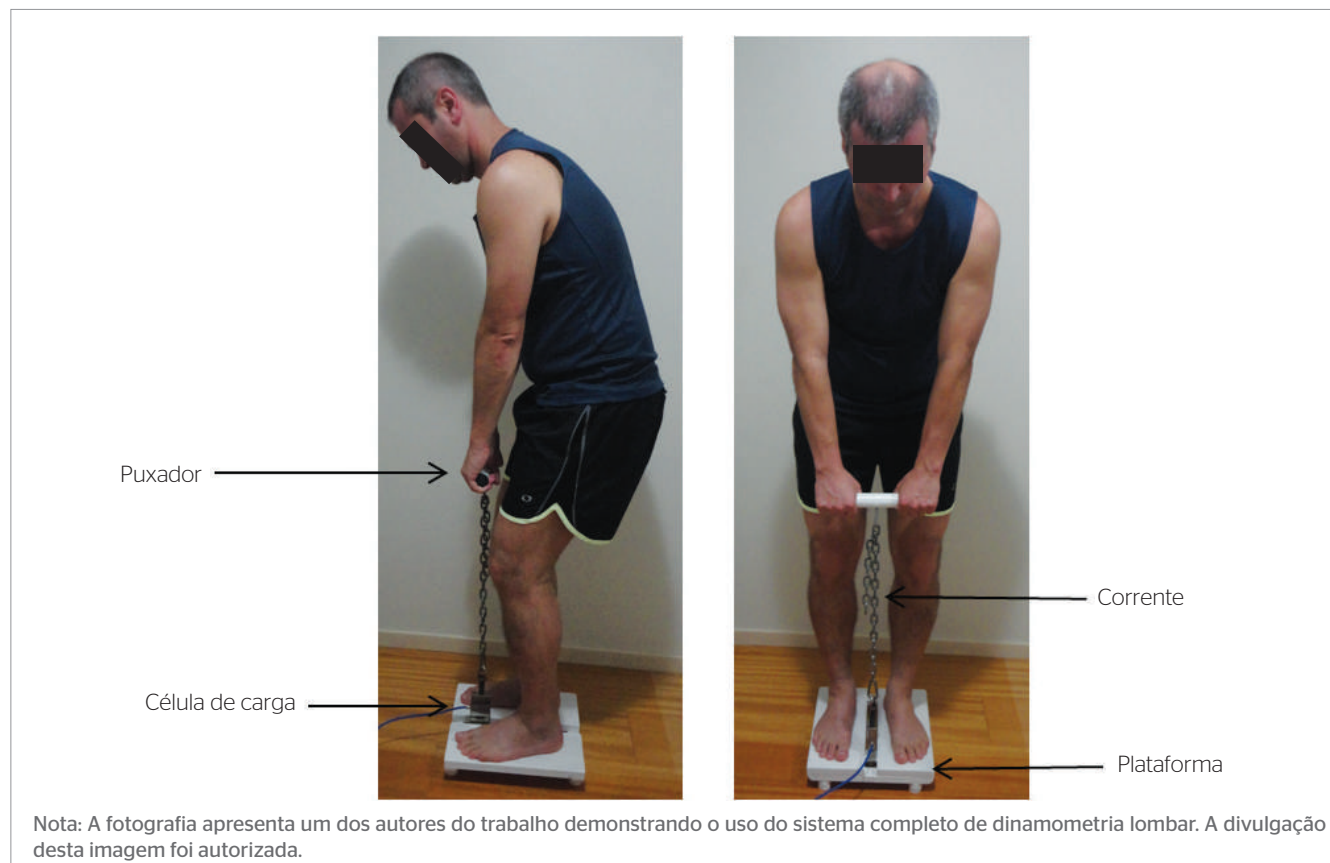 Puxador
Célula de carga
Corrente
Plataforma
Nota: A fotografia apresenta um dos autores do trabalho demonstrando o uso do sistema completo de dinamometria lombar. A divulgação
desta imagem foi autorizada.